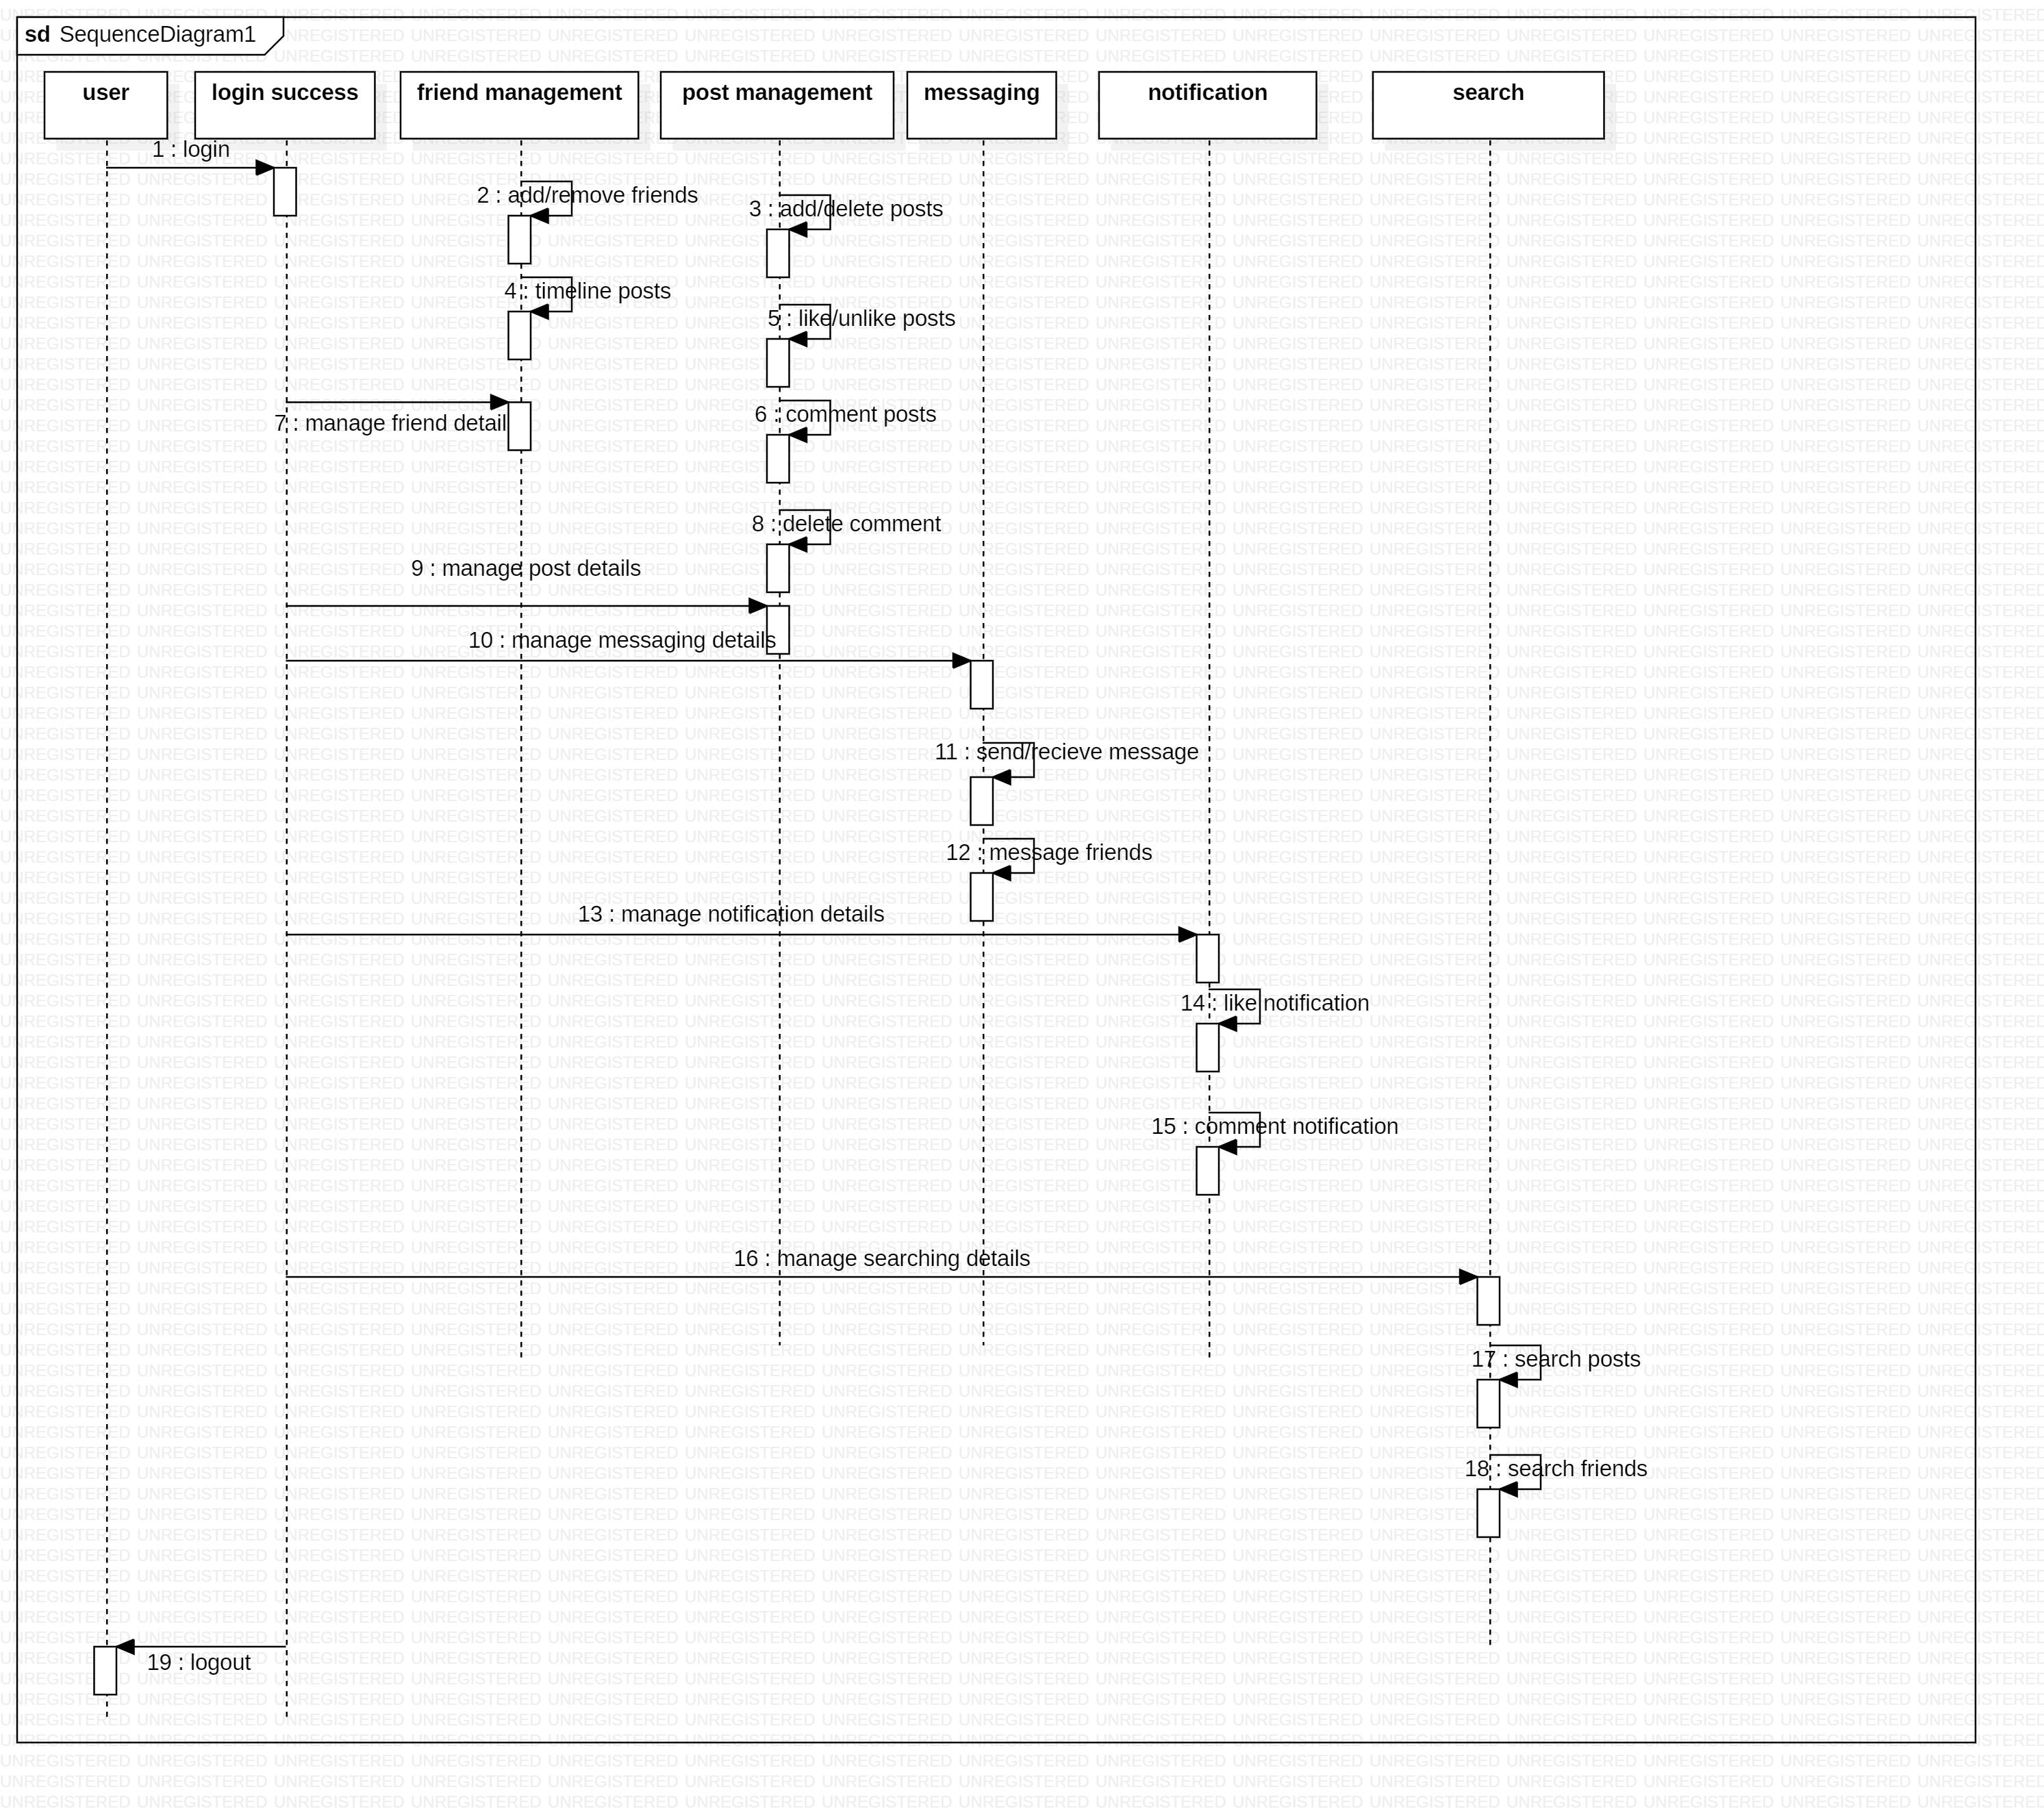 sd SequenceDiagram1
user
login success
friend management
post management
messaging
notification
search
1 : login
2 : add/remove friends
3 : add/delete posts
4 : timeline posts
5 : like/unlike posts
6 : comment posts
7 : manage friend detail
8 : delete comment
9 : manage post details
10 : manage messaging details
11 : send/recieve message
12 : message friends
13 : manage notification details
14 : like notification
15 : comment notification
16 : manage searching details
17 : search posts
18 : search friends
19 : logout
UNREGISTERED